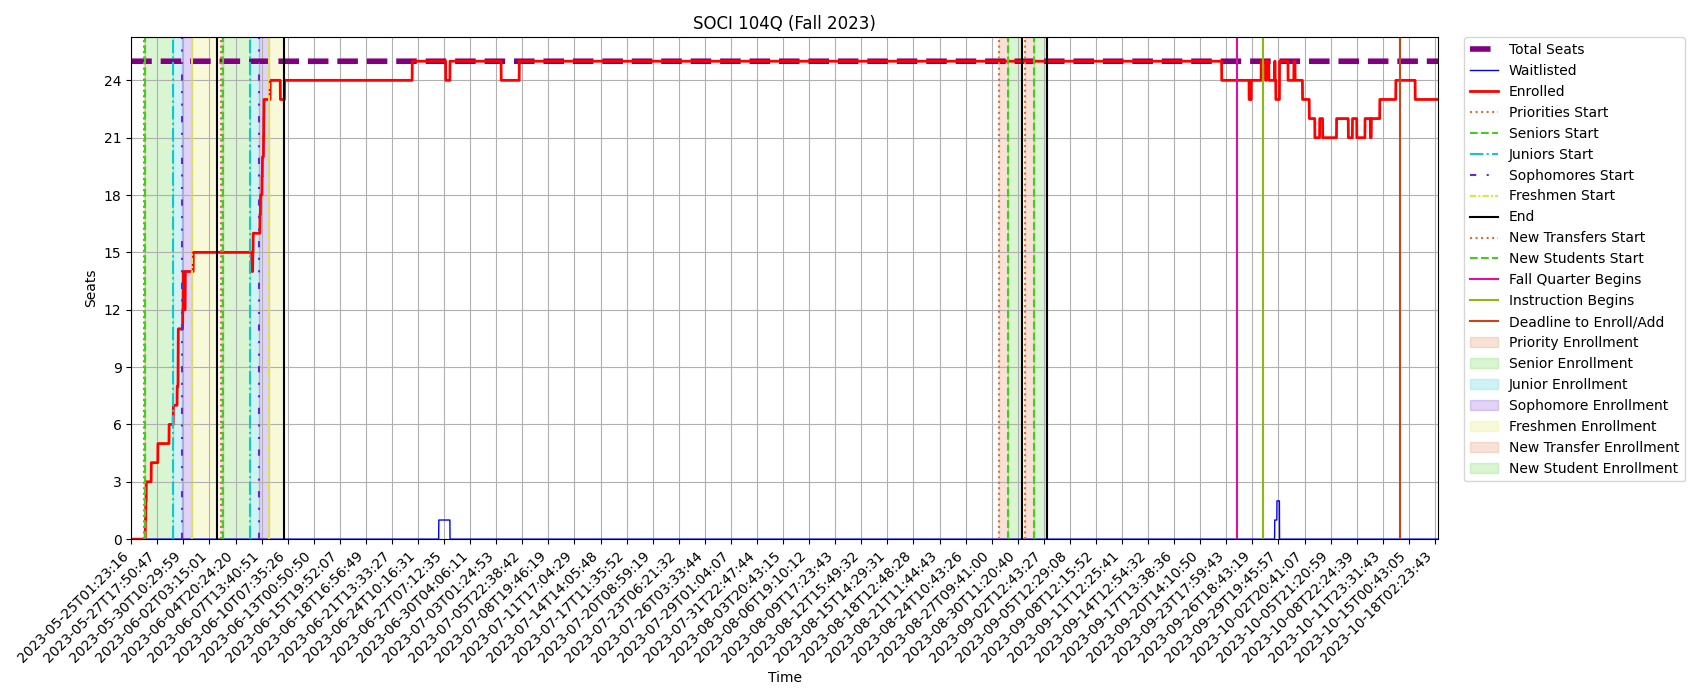 SOCI 104Q (Fall 2023)
Seats
24
21
18
15
12
9
6
3
0
2023-05-25T01:23:16
2023-05-27T17:50:47
2023-05-30T10:29:59
2023-06-02T03:15:01
2023-06-04T20:24:20
2023-06-07T13:40:51
2023-06-10T07:35:26
2023-06-13T00:50:50
2023-06-15T19:52:07
2023-06-18T16:56:49
2023-06-21T13:33:27
2023-06-24T10:16:31
2023-06-27T07:12:35
2023-06-30T04:06:11
2023-07-03T01:24:53
2023-07-05T22:38:42
2023-07-08T19:46:19
2023-07-11T17:04:29
2023-07-14T14:05:48
2023-07-17T11:35:52
2023-07-20T08:59:19
2023-07-23T06:21:32
2023-07-26T03:33:44
2023-07-29T01:04:07
2023-07-31T22:47:44
2023-08-03T20:43:15
2023-08-06T19:10:12
2023-08-09T17:23:43
2023-08-12T15:49:32
2023-08-15T14:29:31
2023-08-18T12:48:28
2023-08-21T11:44:43
2023-08-24T10:43:26
2023-08-27T09:41:00
2023-08-30T11:20:40
2023-09-02T12:43:27
2023-09-05T12:29:08
2023-09-08T12:15:52
2023-09-11T12:25:41
2023-09-14T12:54:32
2023-09-17T13:38:36
2023-09-20T14:10:50
2023-09-23T17:59:43
2023-09-26T18:43:19
2023-09-29T19:45:57
2023-10-02T20:41:07
2023-10-05T21:20:59
2023-10-08T22:24:39
2023-10-11T23:31:43
2023-10-15T00:43:05
2023-10-18T02:23:43
Time
Total Seats
Waitlisted
Enrolled
Priorities Start
Seniors Start
Juniors Start
Sophomores Start
Freshmen Start
End
New Transfers Start
New Students Start
Fall Quarter Begins
Instruction Begins
Deadline to Enroll/Add
Priority Enrollment
Senior Enrollment
Junior Enrollment
Sophomore Enrollment
Freshmen Enrollment
New Transfer Enrollment
New Student Enrollment